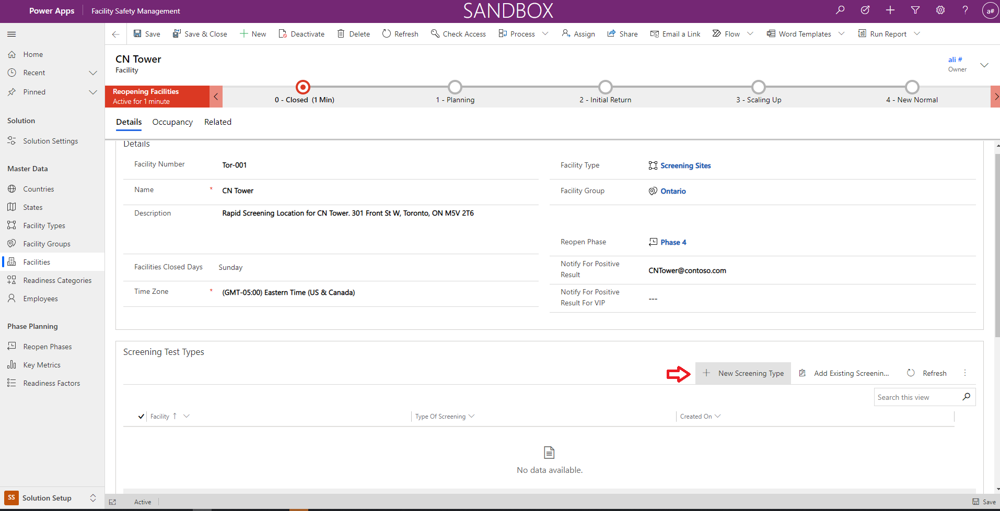 Power Apps
Facility Safety Management
SANDBOX
a#
Save
Save & Close
New
Deactivate
Delete
Refresh
Check Access
Process
Assign
Share
Email a Link
Flow
Word Templates
Run Report
Home
Recent
Pinned
Solution
Solution Settings
Master Data
Countries
States
Facility Types
Facility Groups
Facilities
Readiness Categories
Employees
Phase Planning
Reopen Phases
Key Metrics
Readiness Factors
SS
Solution Setup
CN Tower
Facility
ali #
Owner
Reopening Facilities
Active for 1 minute
0 - Closed (1 Min)
1 - Planning
2 - Initial Return
3 - Scaling Up
4 - New Normal
Details
Occupancy
Related
Details
Facility Number
Tor-001
Name
*
CN Tower
Description
Rapid Screening Location for CN Tower. 301 Front St W, Toronto, ON M5V 2T6
Facilities Closed Days
Sunday
Time Zone
*
(GMT-05:00) Eastern Time (US & Canada)
Facility Type
Screening Sites
Facility Group
Ontario
Reopen Phase
Phase 4
Notify For Positive
Result
CNTower@contoso.com
Notify For Positive
Result For VIP
---
Screening Test Types
New Screening Type
Add Existing Screenin...
Refresh
Search this view
Facility
Type Of Screening
Created On
No data available.
Active
Save